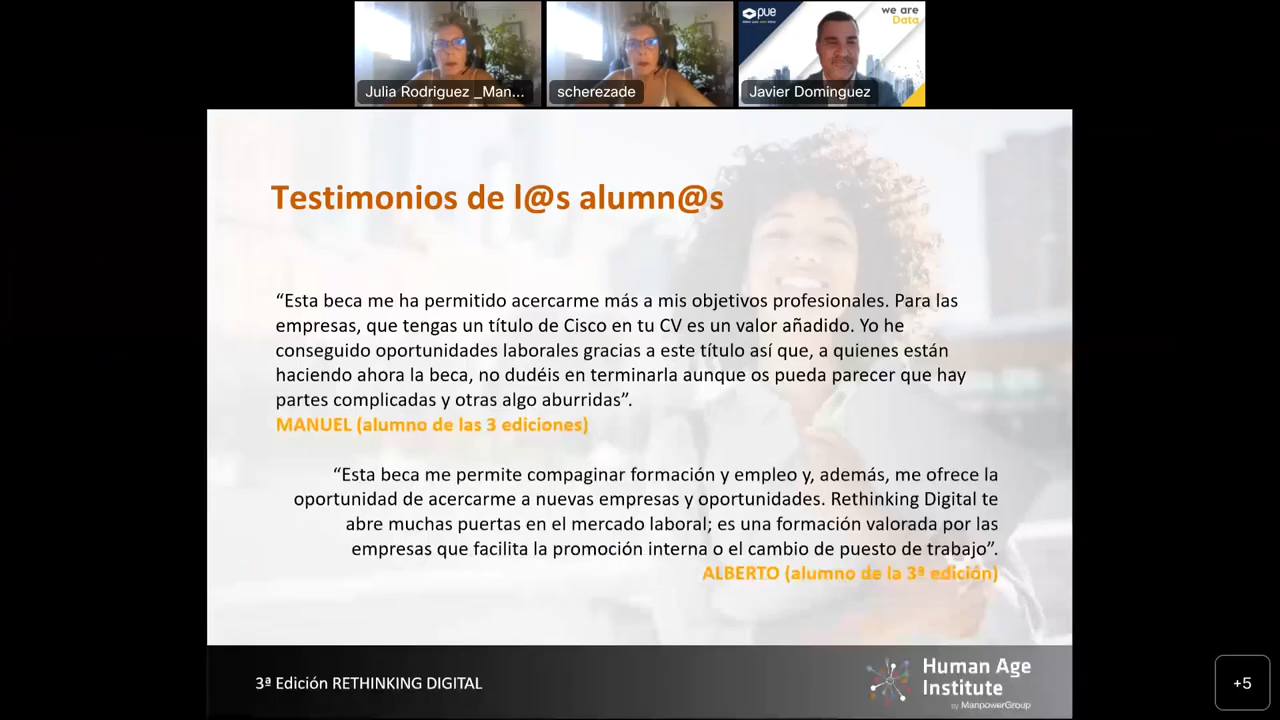 pue
we are
Data
Julia Rodriguez _Man...
scherezade
Javier Dominguez
Testimonios de l@s alumn@s
“Esta beca me ha permitido acercarme más a mis objetivos profesionales. Para las
empresas, que tengas un título de Cisco en tu CV es un valor añadido. Yo he
conseguido oportunidades laborales gracias a este título así que, a quienes están
haciendo ahora la beca, no dudéis en terminarla aunque os pueda parecer que hay
partes complicadas y otras algo aburridas”.
MANUEL (alumno de las 3 ediciones)
“Esta beca me permite compaginar formación y empleo y, además, me ofrece la
oportunidad de acercarme a nuevas empresas y oportunidades. Rethinking Digital te
abre muchas puertas en el mercado laboral; es una formación valorada por las
empresas que facilita la promoción interna o el cambio de puesto de trabajo”.
ALBERTO (alumno de la 3ª edición)
3ª Edición RETHINKING DIGITAL
Human Age
Institute
by ManpowerGroup
+5